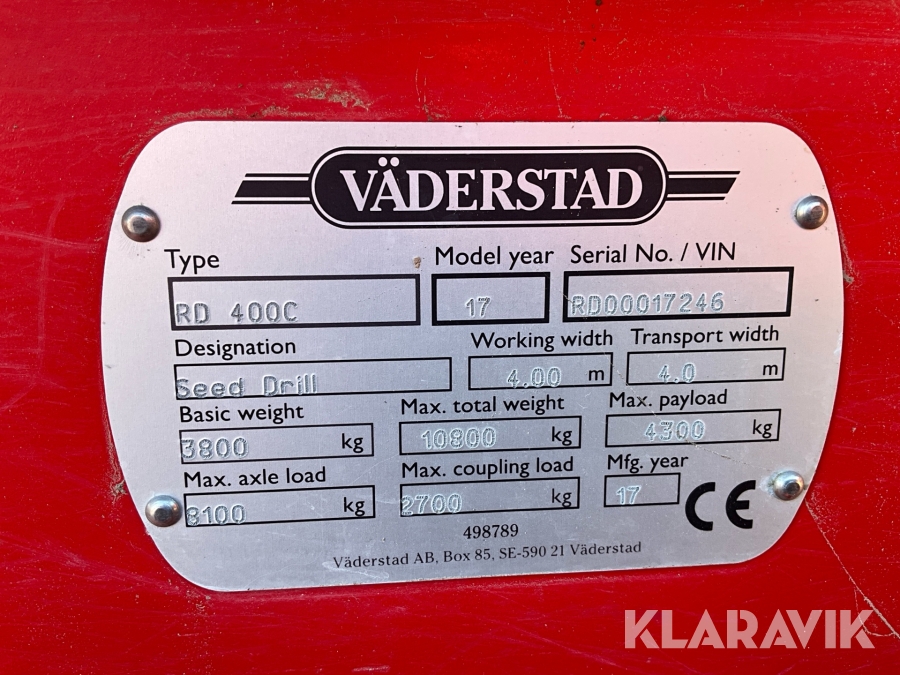 VÄDERSTAD
Type Model year Serial No. / VIN
RD 400C 17 RD00017246
Designation Working width Transport width
Seed Drill 4.00 m 4.0 m
Basic weight Max. total weight Max. payload
3800 kg 10800 kg 4300 kg
Max. axle load Max. coupling load Mfg. year
8100 kg 2700 kg 17 CE
498789
Väderstad AB, Box 85, SE-590 21 Väderstad
KLARAVIK